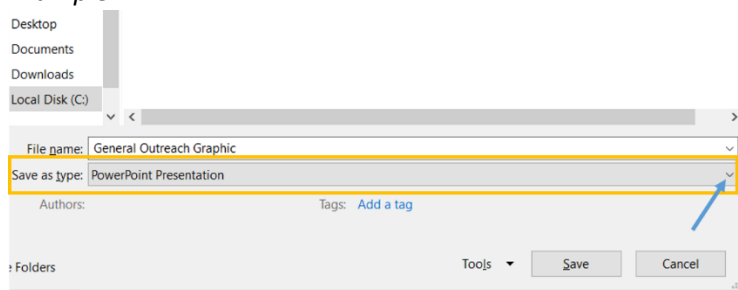 Desktop
Documents
Downloads
Local Disk (C:)
File name: General Outreach Graphic
Save as type: PowerPoint Presentation
Authors: Tags: Add a tag
Folders Tools Save Cancel